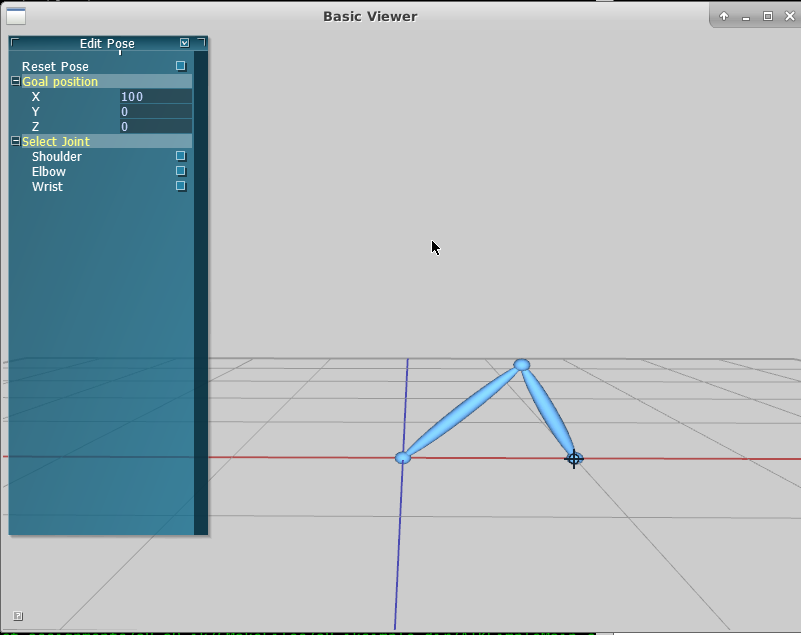 Basic Viewer
Edit Pose
Reset Pose
Goal position
X 100
Y 0
Z 0
Select Joint
Shoulder
Elbow
Wrist
?